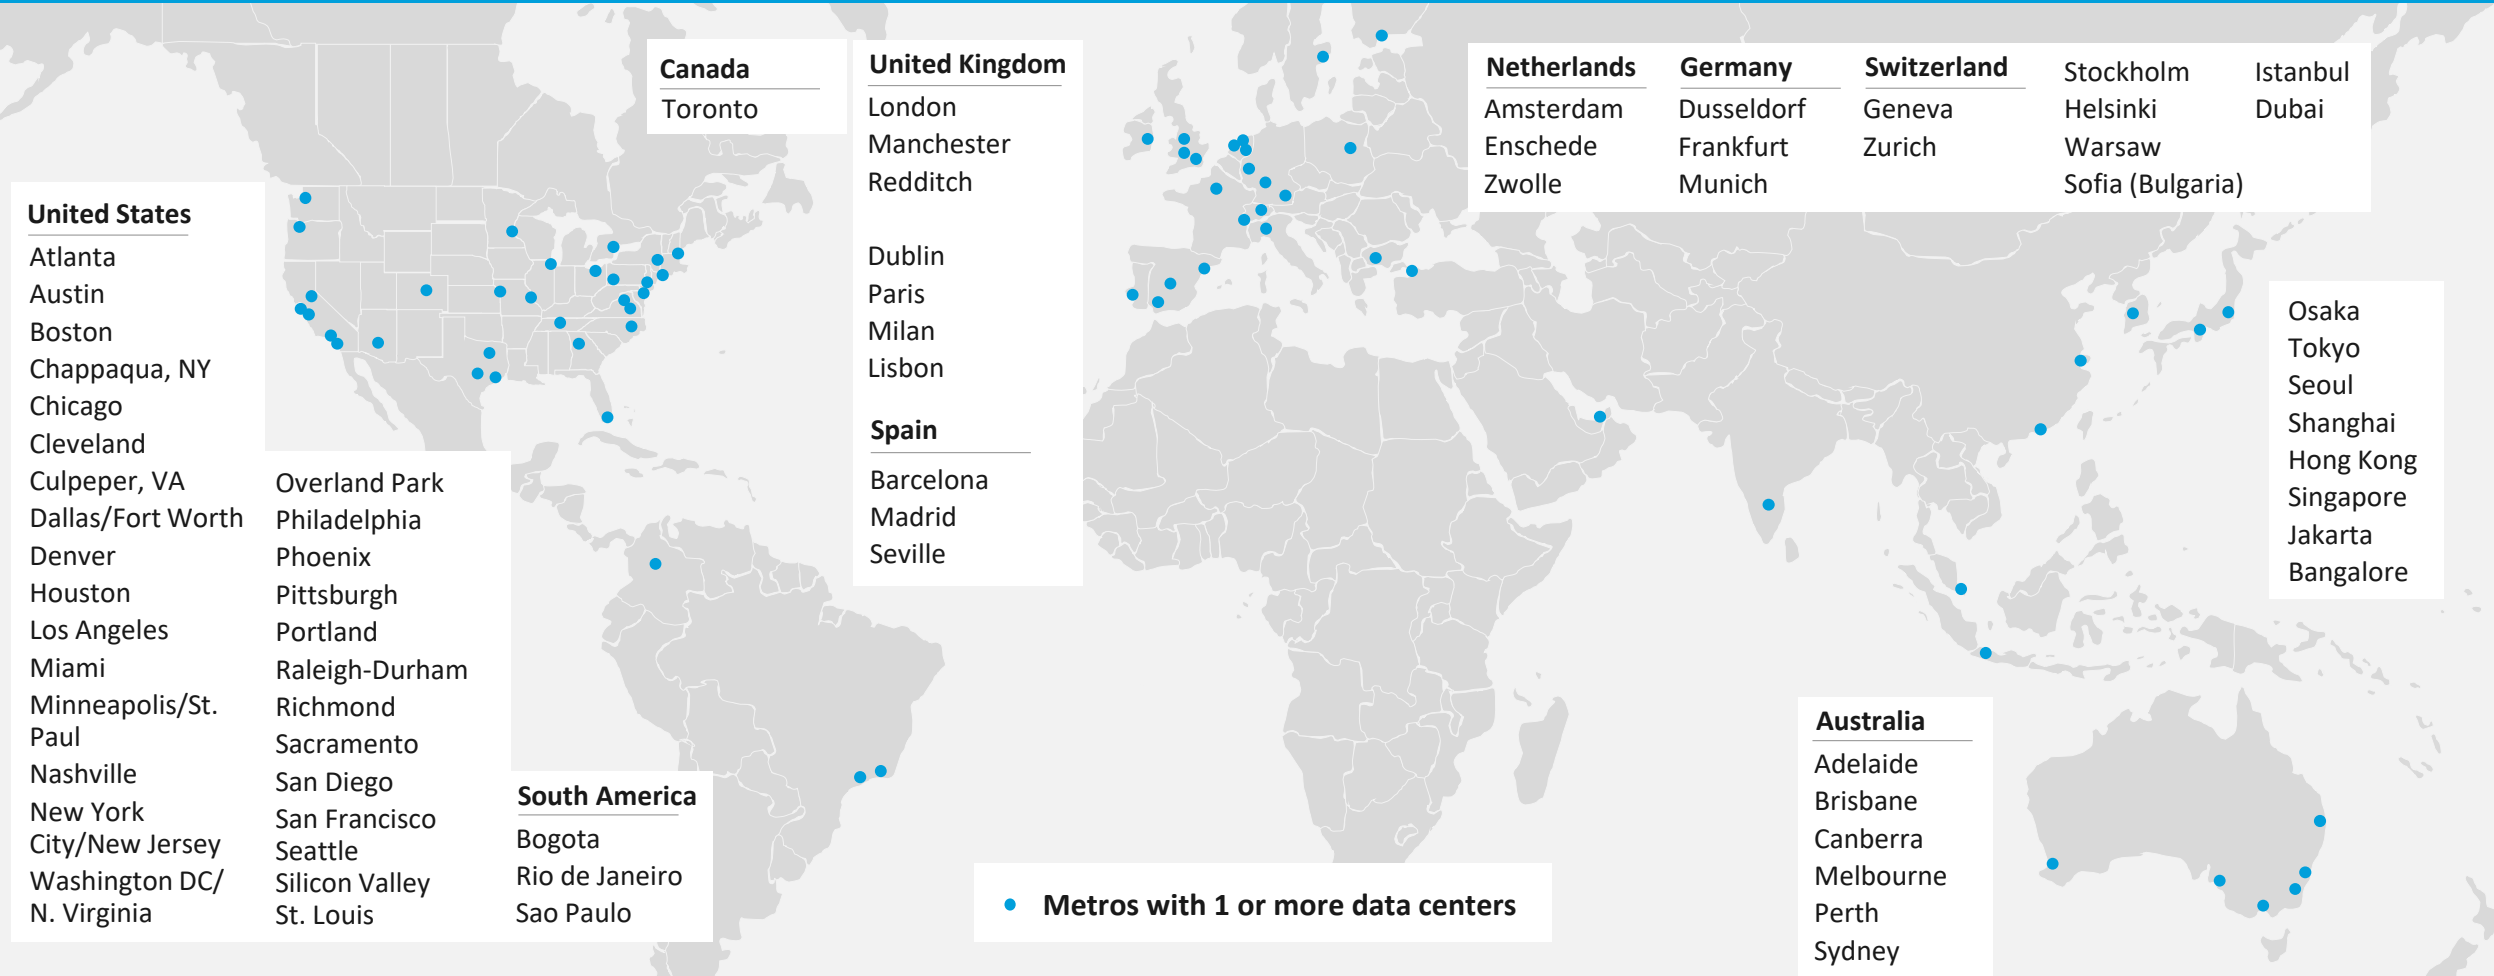 Canada
Toronto
United Kingdom
London
Manchester
Redditch
Dublin
Paris
Milan
Lisbon
Spain
Barcelona
Madrid
Seville
Netherlands
Amsterdam
Enschede
Zwolle
Germany
Dusseldorf
Frankfurt
Munich
Switzerland
Geneva
Zurich
Stockholm
Helsinki
Warsaw
Sofia (Bulgaria)
Istanbul
Dubai
United States
Atlanta
Austin
Boston
Chappaqua, NY
Chicago
Cleveland
Culpeper, VA
Dallas/Fort Worth
Denver
Houston
Los Angeles
Miami
Minneapolis/St.
Paul
Nashville
New York
City/New Jersey
Washington DC/
N. Virginia
Overland Park
Philadelphia
Phoenix
Pittsburgh
Portland
Raleigh-Durham
Richmond
Sacramento
San Diego
San Francisco
Seattle
Silicon Valley
St. Louis
South America
Bogota
Rio de Janeiro
Sao Paulo
Osaka
Tokyo
Seoul
Shanghai
Hong Kong
Singapore
Jakarta
Bangalore
Australia
Adelaide
Brisbane
Canberra
Melbourne
Perth
Sydney
Metros with 1 or more data centers